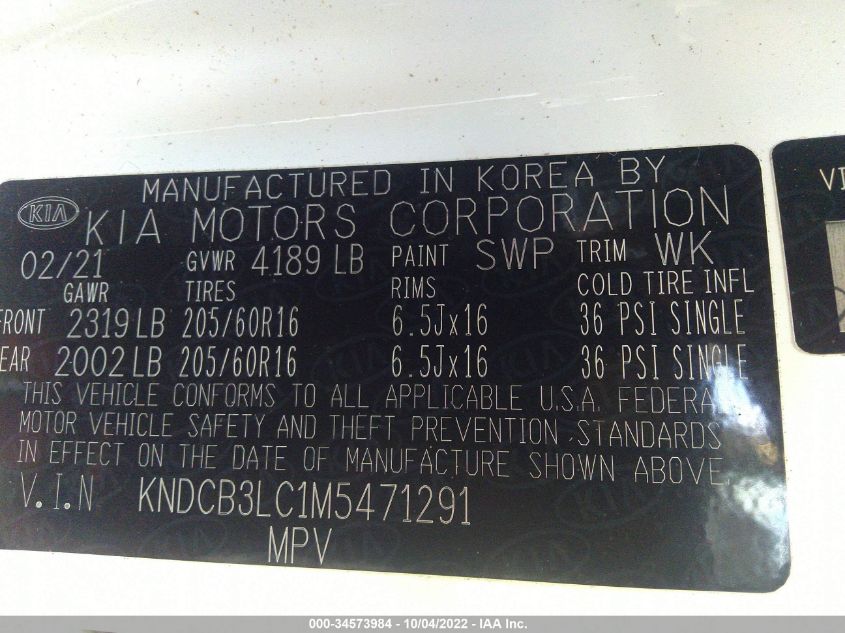 MANUFACTURED IN KOREA BY
KIA KIA MOTORS CORPORATION
02/21 GVWR 4189 LB PAINT SWP TRIM WK
GAWR TIRES RIMS COLD TIRE INFL
FRONT 2319 LB 205/60R16 6.5Jx16 36 PSI SINGLE
EAR 2002 LB 205/60R16 6.5Jx16 36 PSI SINGLE
THIS VEHICLE CONFORMS TO ALL APPLICABLE U.S.A. FEDERAL
MOTOR VEHICLE SAFETY AND THEFT PREVENTION STANDARDS
IN EFFECT ON THE DATE OF MANUFACTURE SHOWN ABOVE.
V.I.N KNDCB3LC1M5471291
MPV
VI
000-34573984 - 10/04/2022 - IAA Inc.